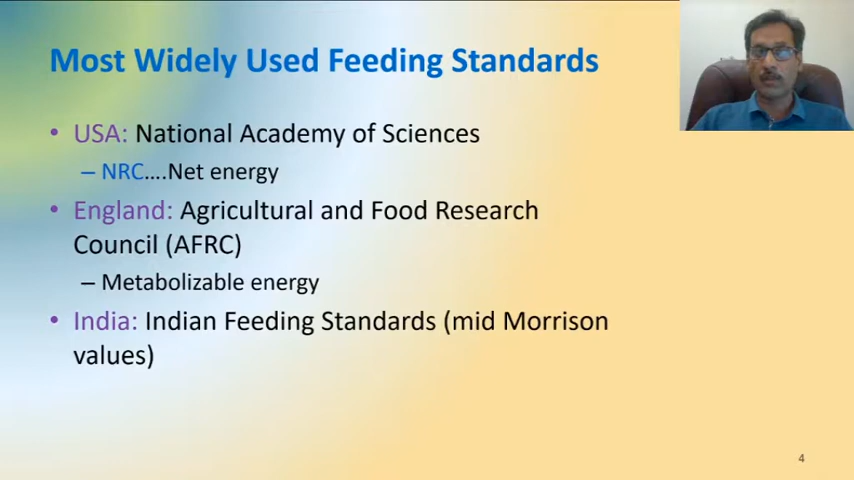 Most Widely Used Feeding Standards
• USA: National Academy of Sciences
– NRC….Net energy
• England: Agricultural and Food Research
Council (AFRC)
– Metabolizable energy
• India: Indian Feeding Standards (mid Morrison
values)
4